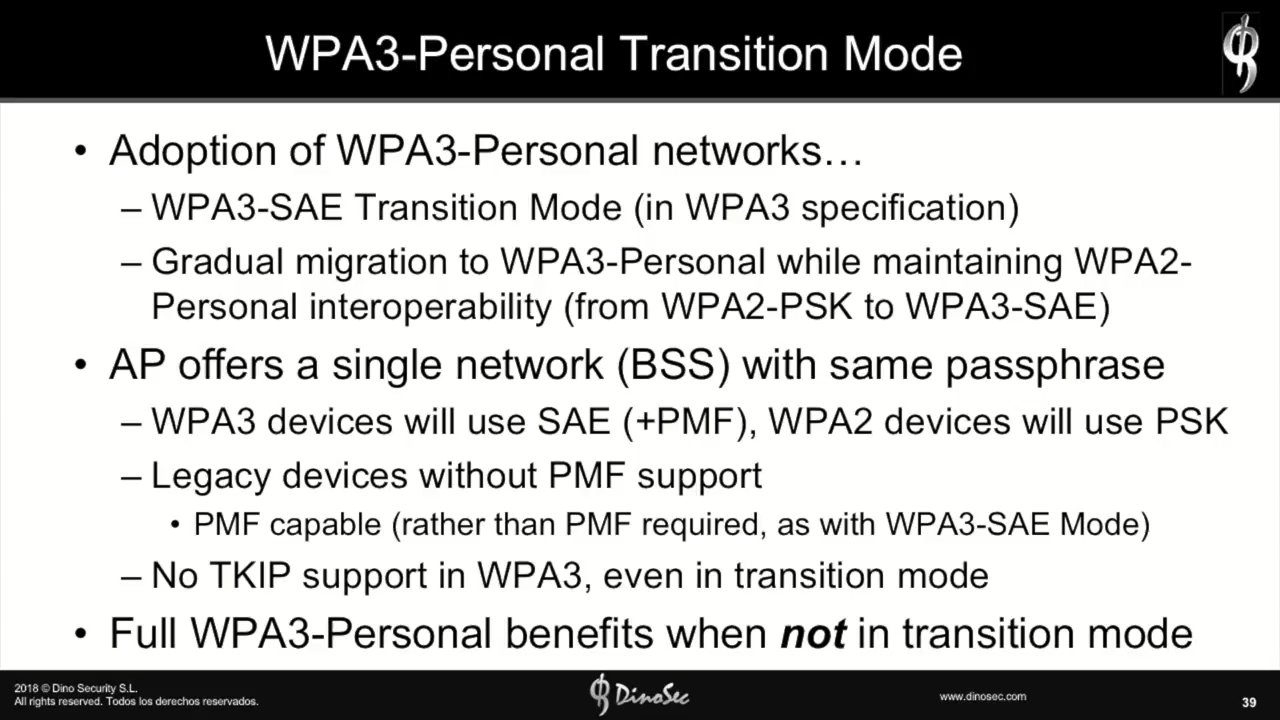 WPA3-Personal Transition Mode
• Adoption of WPA3-Personal networks…
– WPA3-SAE Transition Mode (in WPA3 specification)
– Gradual migration to WPA3-Personal while maintaining WPA2-
Personal interoperability (from WPA2-PSK to WPA3-SAE)
• AP offers a single network (BSS) with same passphrase
– WPA3 devices will use SAE (+PMF), WPA2 devices will use PSK
– Legacy devices without PMF support
• PMF capable (rather than PMF required, as with WPA3-SAE Mode)
– No TKIP support in WPA3, even in transition mode
• Full WPA3-Personal benefits when not in transition mode
2018 © Dino Security S.L.
All rights reserved. Todos los derechos reservados.
DinoSec
www.dinosec.com
39